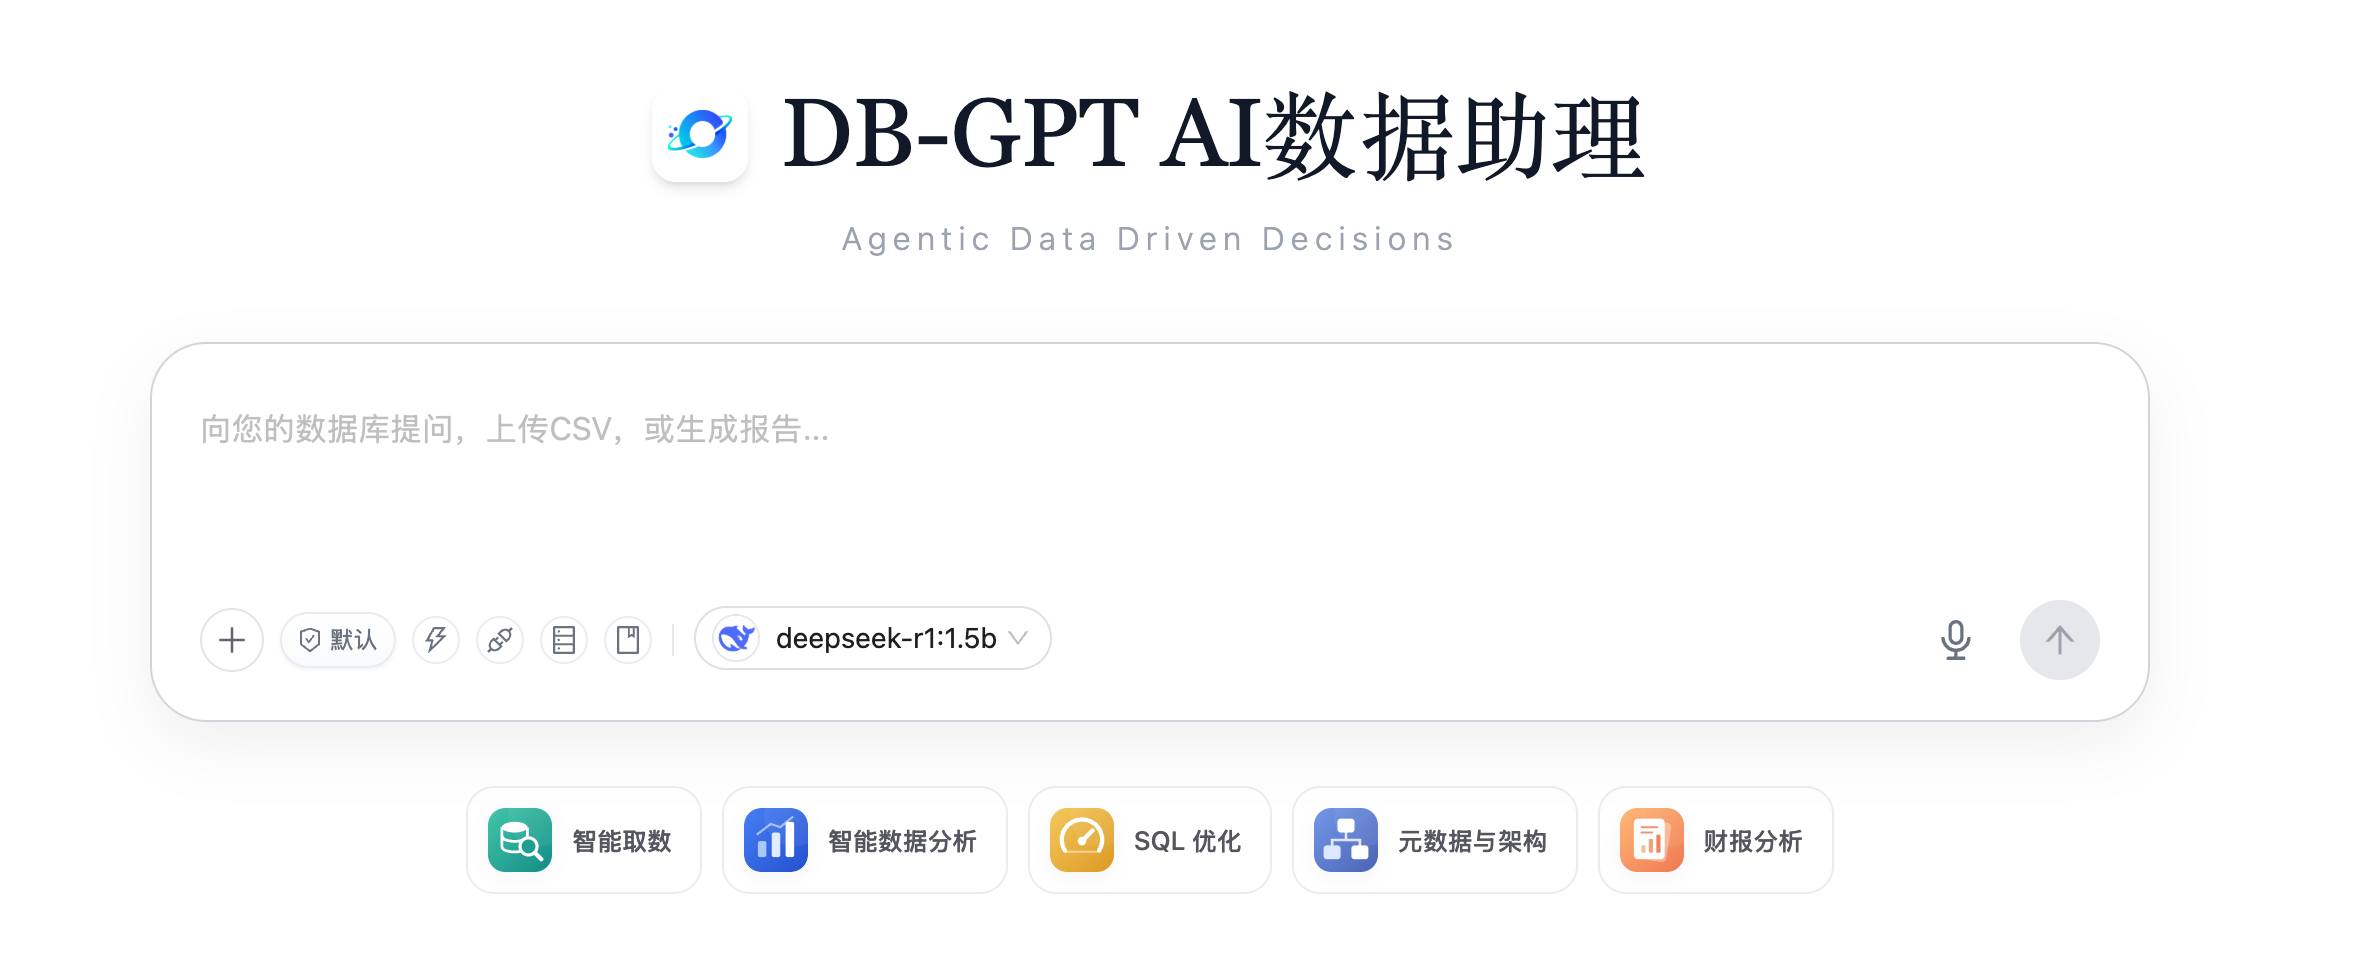 DB-GPT AI数据助理
Agentic Data Driven Decisions
向您的数据库提问，上传CSV，或生成报告...
默认
deepseek-r1:1.5b
智能取数
智能数据分析
SQL 优化
元数据与架构
财报分析